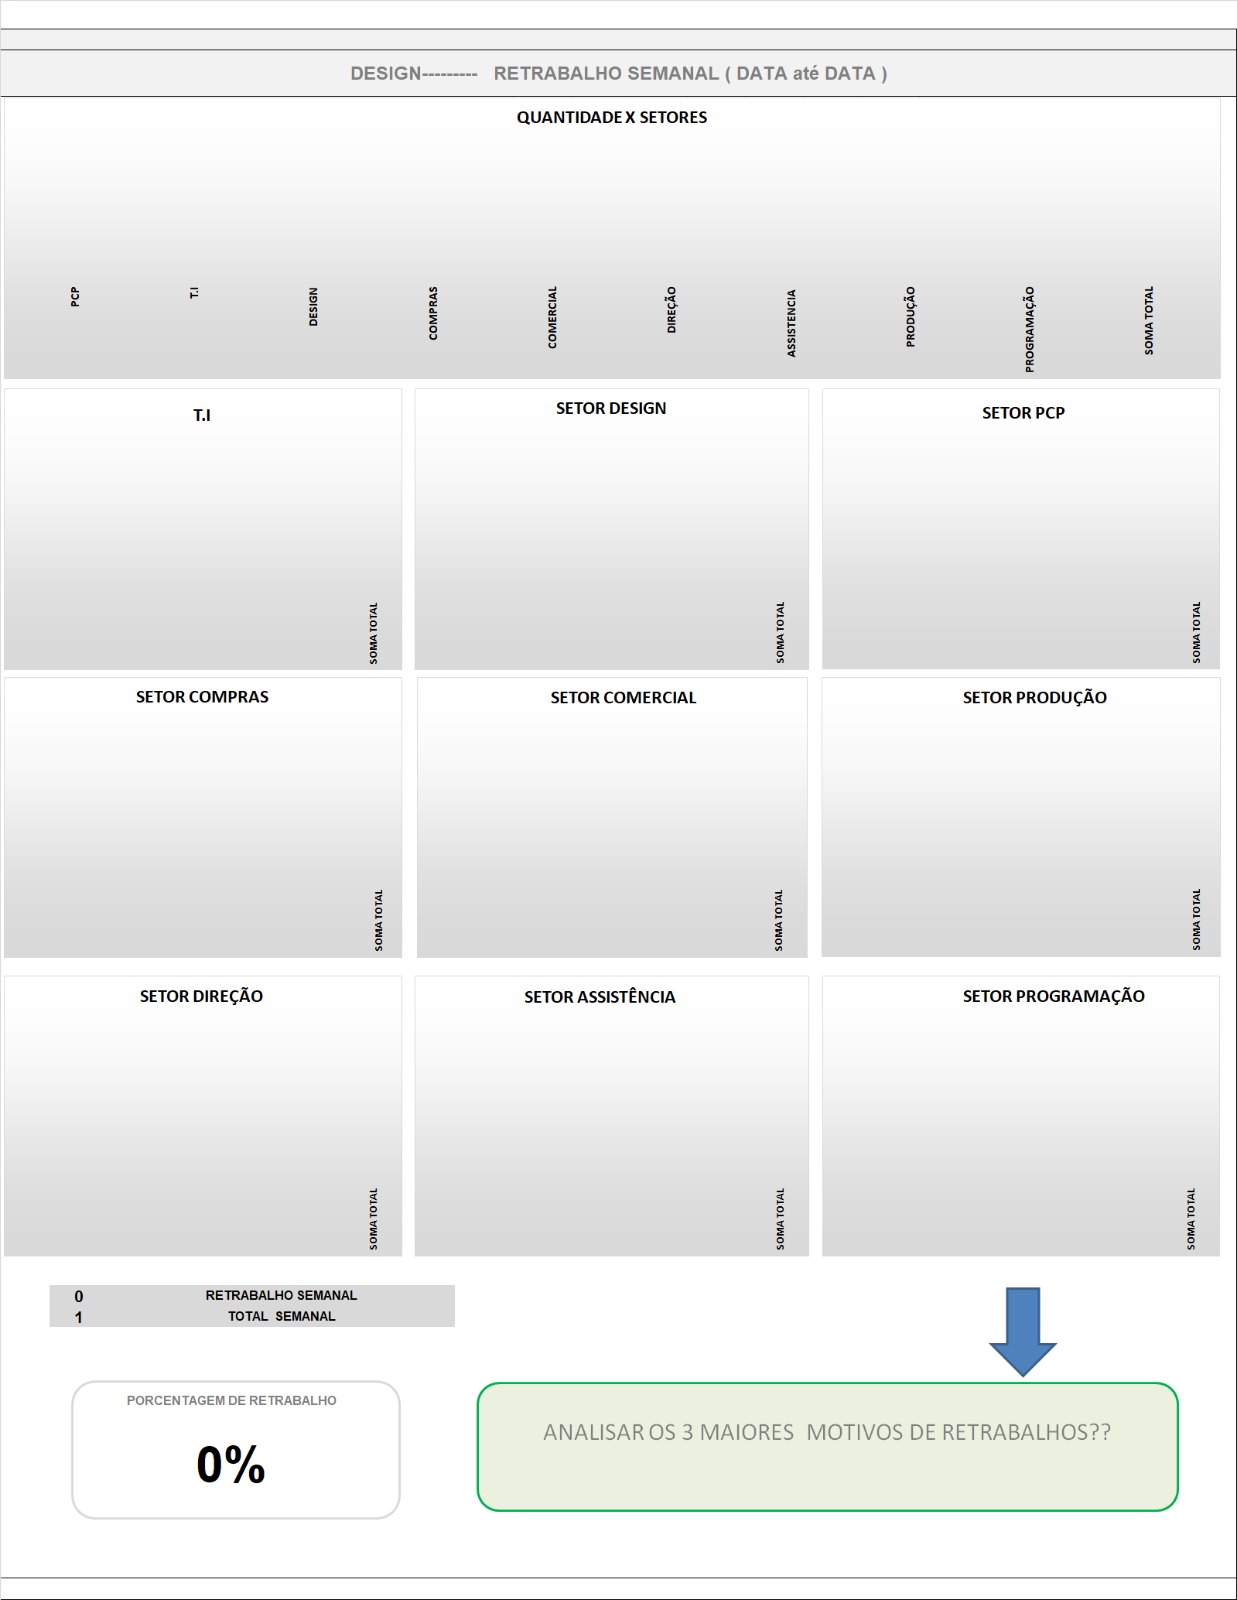 DESIGN--------- RETRABALHO SEMANAL ( DATA até DATA )
QUANTIDADE X SETORES
PCP
T.I
DESIGN
COMPRAS
COMERCIAL
DIREÇÃO
ASSISTENCIA
PRODUÇÃO
PROGRAMAÇÃO
SOMA TOTAL
T.I
SOMA TOTAL
SETOR DESIGN
SOMA TOTAL
SETOR PCP
SOMA TOTAL
SETOR COMPRAS
SOMA TOTAL
SETOR COMERCIAL
SOMA TOTAL
SETOR PRODUÇÃO
SOMA TOTAL
SETOR DIREÇÃO
SOMA TOTAL
SETOR ASSISTÊNCIA
SOMA TOTAL
SETOR PROGRAMAÇÃO
SOMA TOTAL
0 RETRABALHO SEMANAL
1 TOTAL SEMANAL
PORCENTAGEM DE RETRABALHO
0%
ANALISAR OS 3 MAIORES MOTIVOS DE RETRABALHOS??